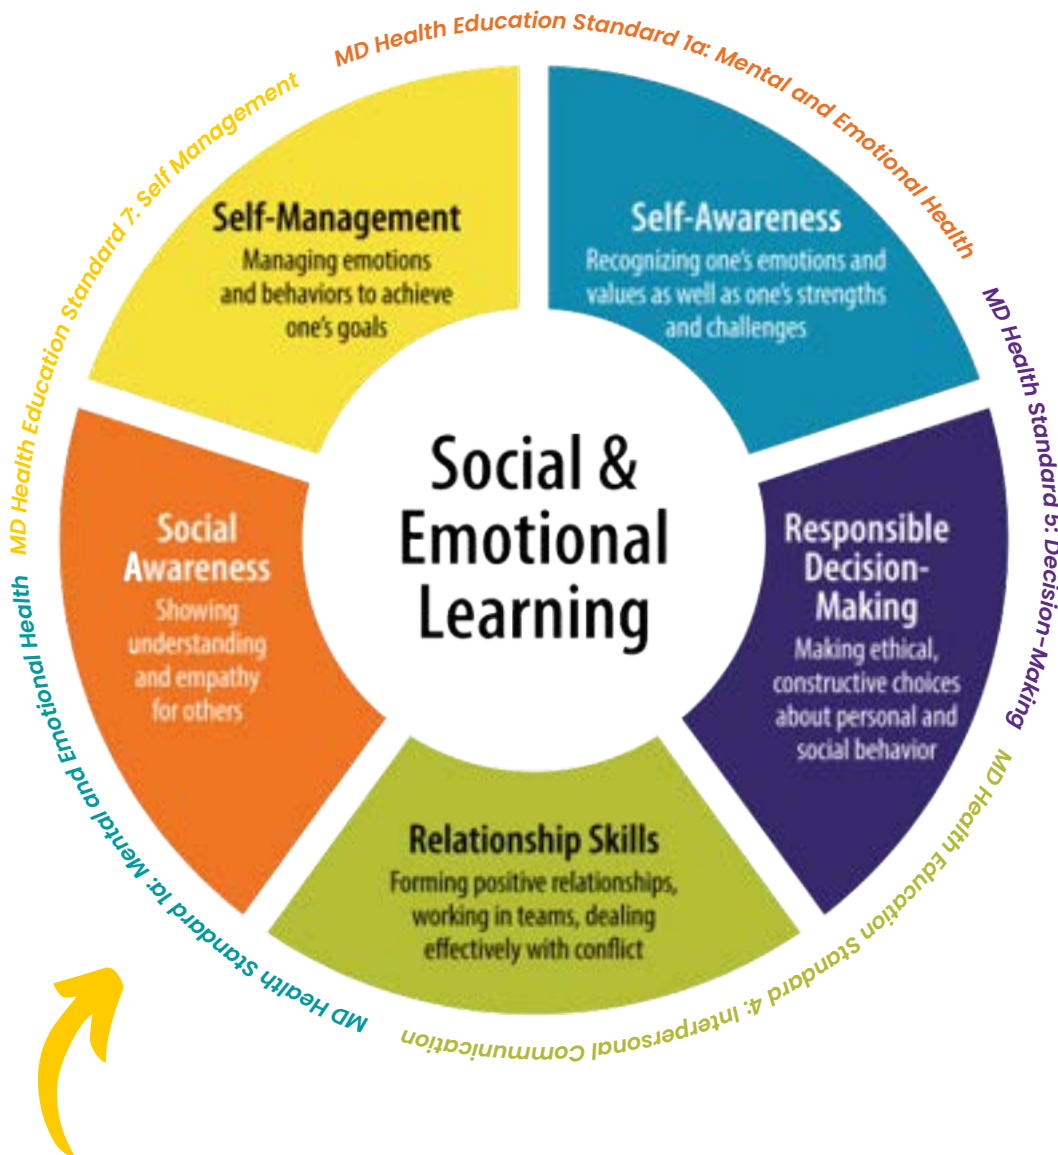 MD Health Education Standard 1a: Mental and Emotional Health
MD Health Education Standard 7: Self Management
Self-Management
Managing emotions
and behaviors to achieve
one's goals
Self-Awareness
Recognizing one's emotions and
values as well as one's strengths
and challenges
MD Health Standard 5: Decision-Making
Social &
Emotional
Learning
Social
Awareness
Showing
understanding
and empathy
for others
Responsible
Decision-
Making
Making ethical,
constructive choices
about personal and
social behavior
MD Health Standard 1a: Mental and Emotional Health
Relationship Skills
Forming positive relationships,
working in teams, dealing
effectively with conflict
MD Health Education Standard 4: Interpersonal Communication